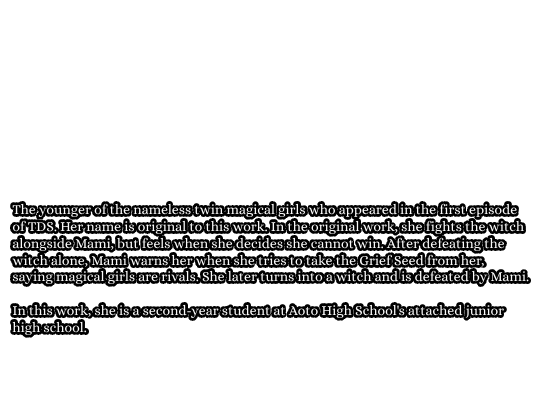 The younger of the nameless twin magical girls who appeared in the first episode
of TDS. Her name is original to this work. In the original work, she fights the witch
alongside Mami, but feels when she decides she cannot win. After defeating the
witch alone, Mami warns her when she tries to take the Grief Seed from her.
saying magical girls are rivals. She later turns into a witch and is defeated by Mami.
In this work, she is a second-year student at Aoto High School's attached junior
high school.